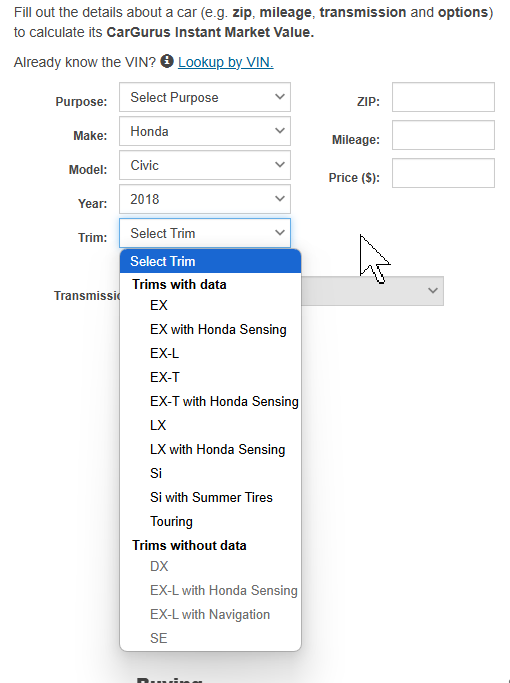 Fill out the details about a car (e.g. zip, mileage, transmission and options)
to calculate its CarGurus Instant Market Value.
Already know the VIN? Lookup by VIN.
Purpose: Select Purpose
ZIP:
Make: Honda
Mileage:
Model: Civic
Price ($):
Year: 2018
Trim: Select Trim
Select Trim
Trims with data
Transmissio
EX
EX with Honda Sensing
EX-L
EX-T
EX-T with Honda Sensing
LX
LX with Honda Sensing
Si
Si with Summer Tires
Touring
Trims without data
DX
EX-L with Honda Sensing
EX-L with Navigation
SE